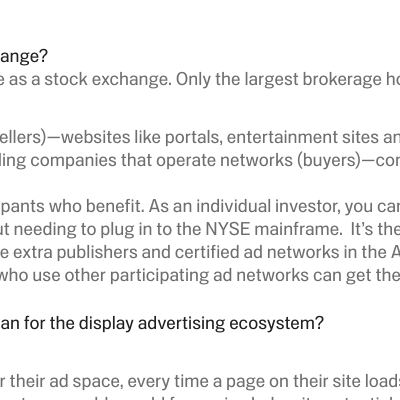 ange?
e as a stock exchange. Only the largest brokerage ho
ellers)—websites like portals, entertainment sites an
ling companies that operate networks (buyers)—con
pants who benefit. As an individual investor, you can
ut needing to plug in to the NYSE mainframe. It's the
e extra publishers and certified ad networks in the A
who use other participating ad networks can get the
an for the display advertising ecosystem?
r their ad space, every time a page on their site loads